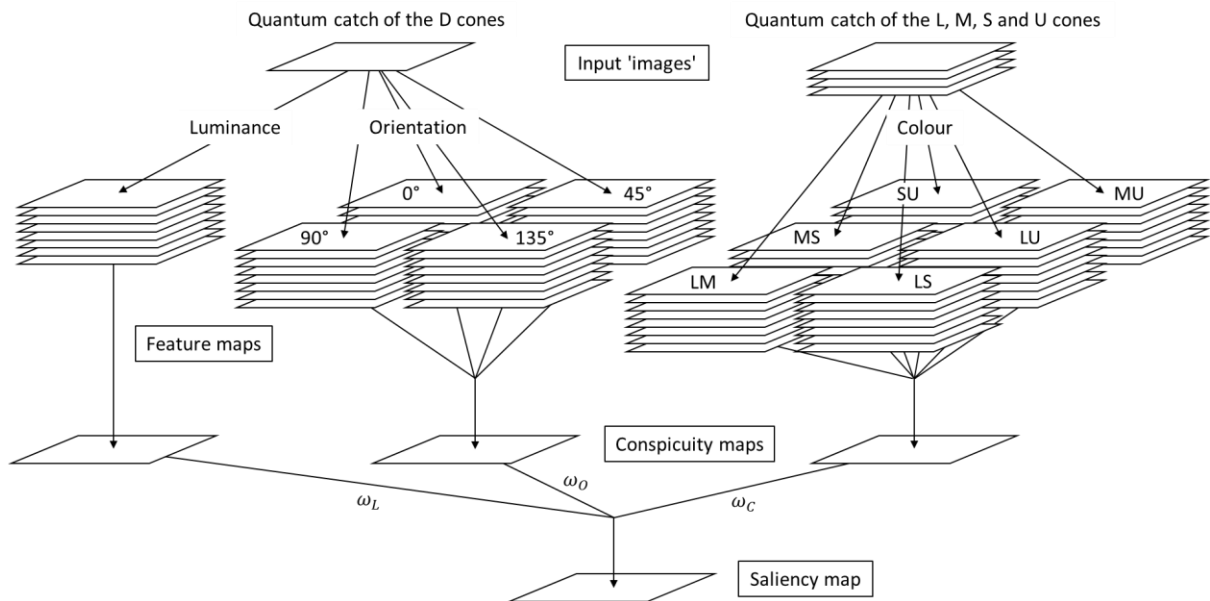 Quantum catch of the D cones
Quantum catch of the L, M, S and U cones
Input 'images'
Luminance
Orientation
Colour
0°
45°
SU
MU
90°
135°
MS
LU
LM
LS
Feature maps
Conspicuity maps
ω_L
ω_O
ω_C
Saliency map